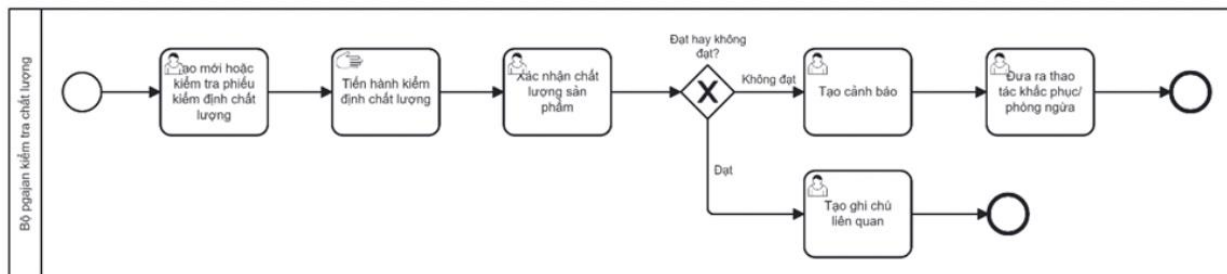 Bộ pgajan kiểm tra chất lượng
ao mới hoặc
kiểm tra phiếu
kiểm định chất
lượng
Tiến hành kiểm
định chất lượng
Xác nhận chất
lượng sản
phẩm
Đạt hay không
đạt?
Không đạt
Tạo cảnh báo
Đưa ra thao
tác khắc phục/
phòng ngừa
Đạt
Tạo ghi chú
liên quan